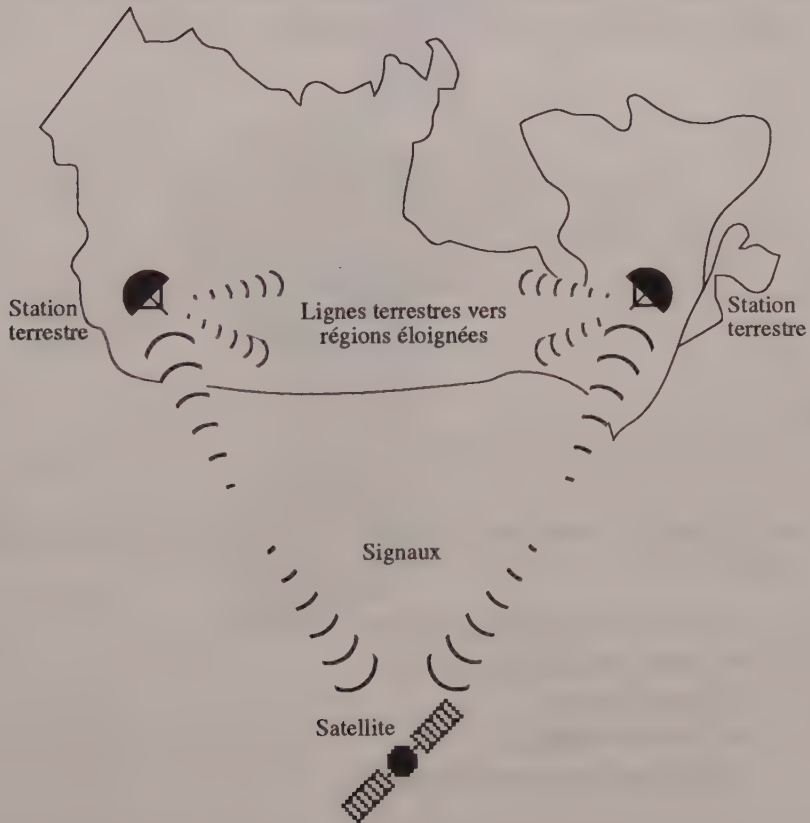 Station
terrestre
Lignes terrestres vers
régions éloignées
Station
terrestre
Signaux
Satellite